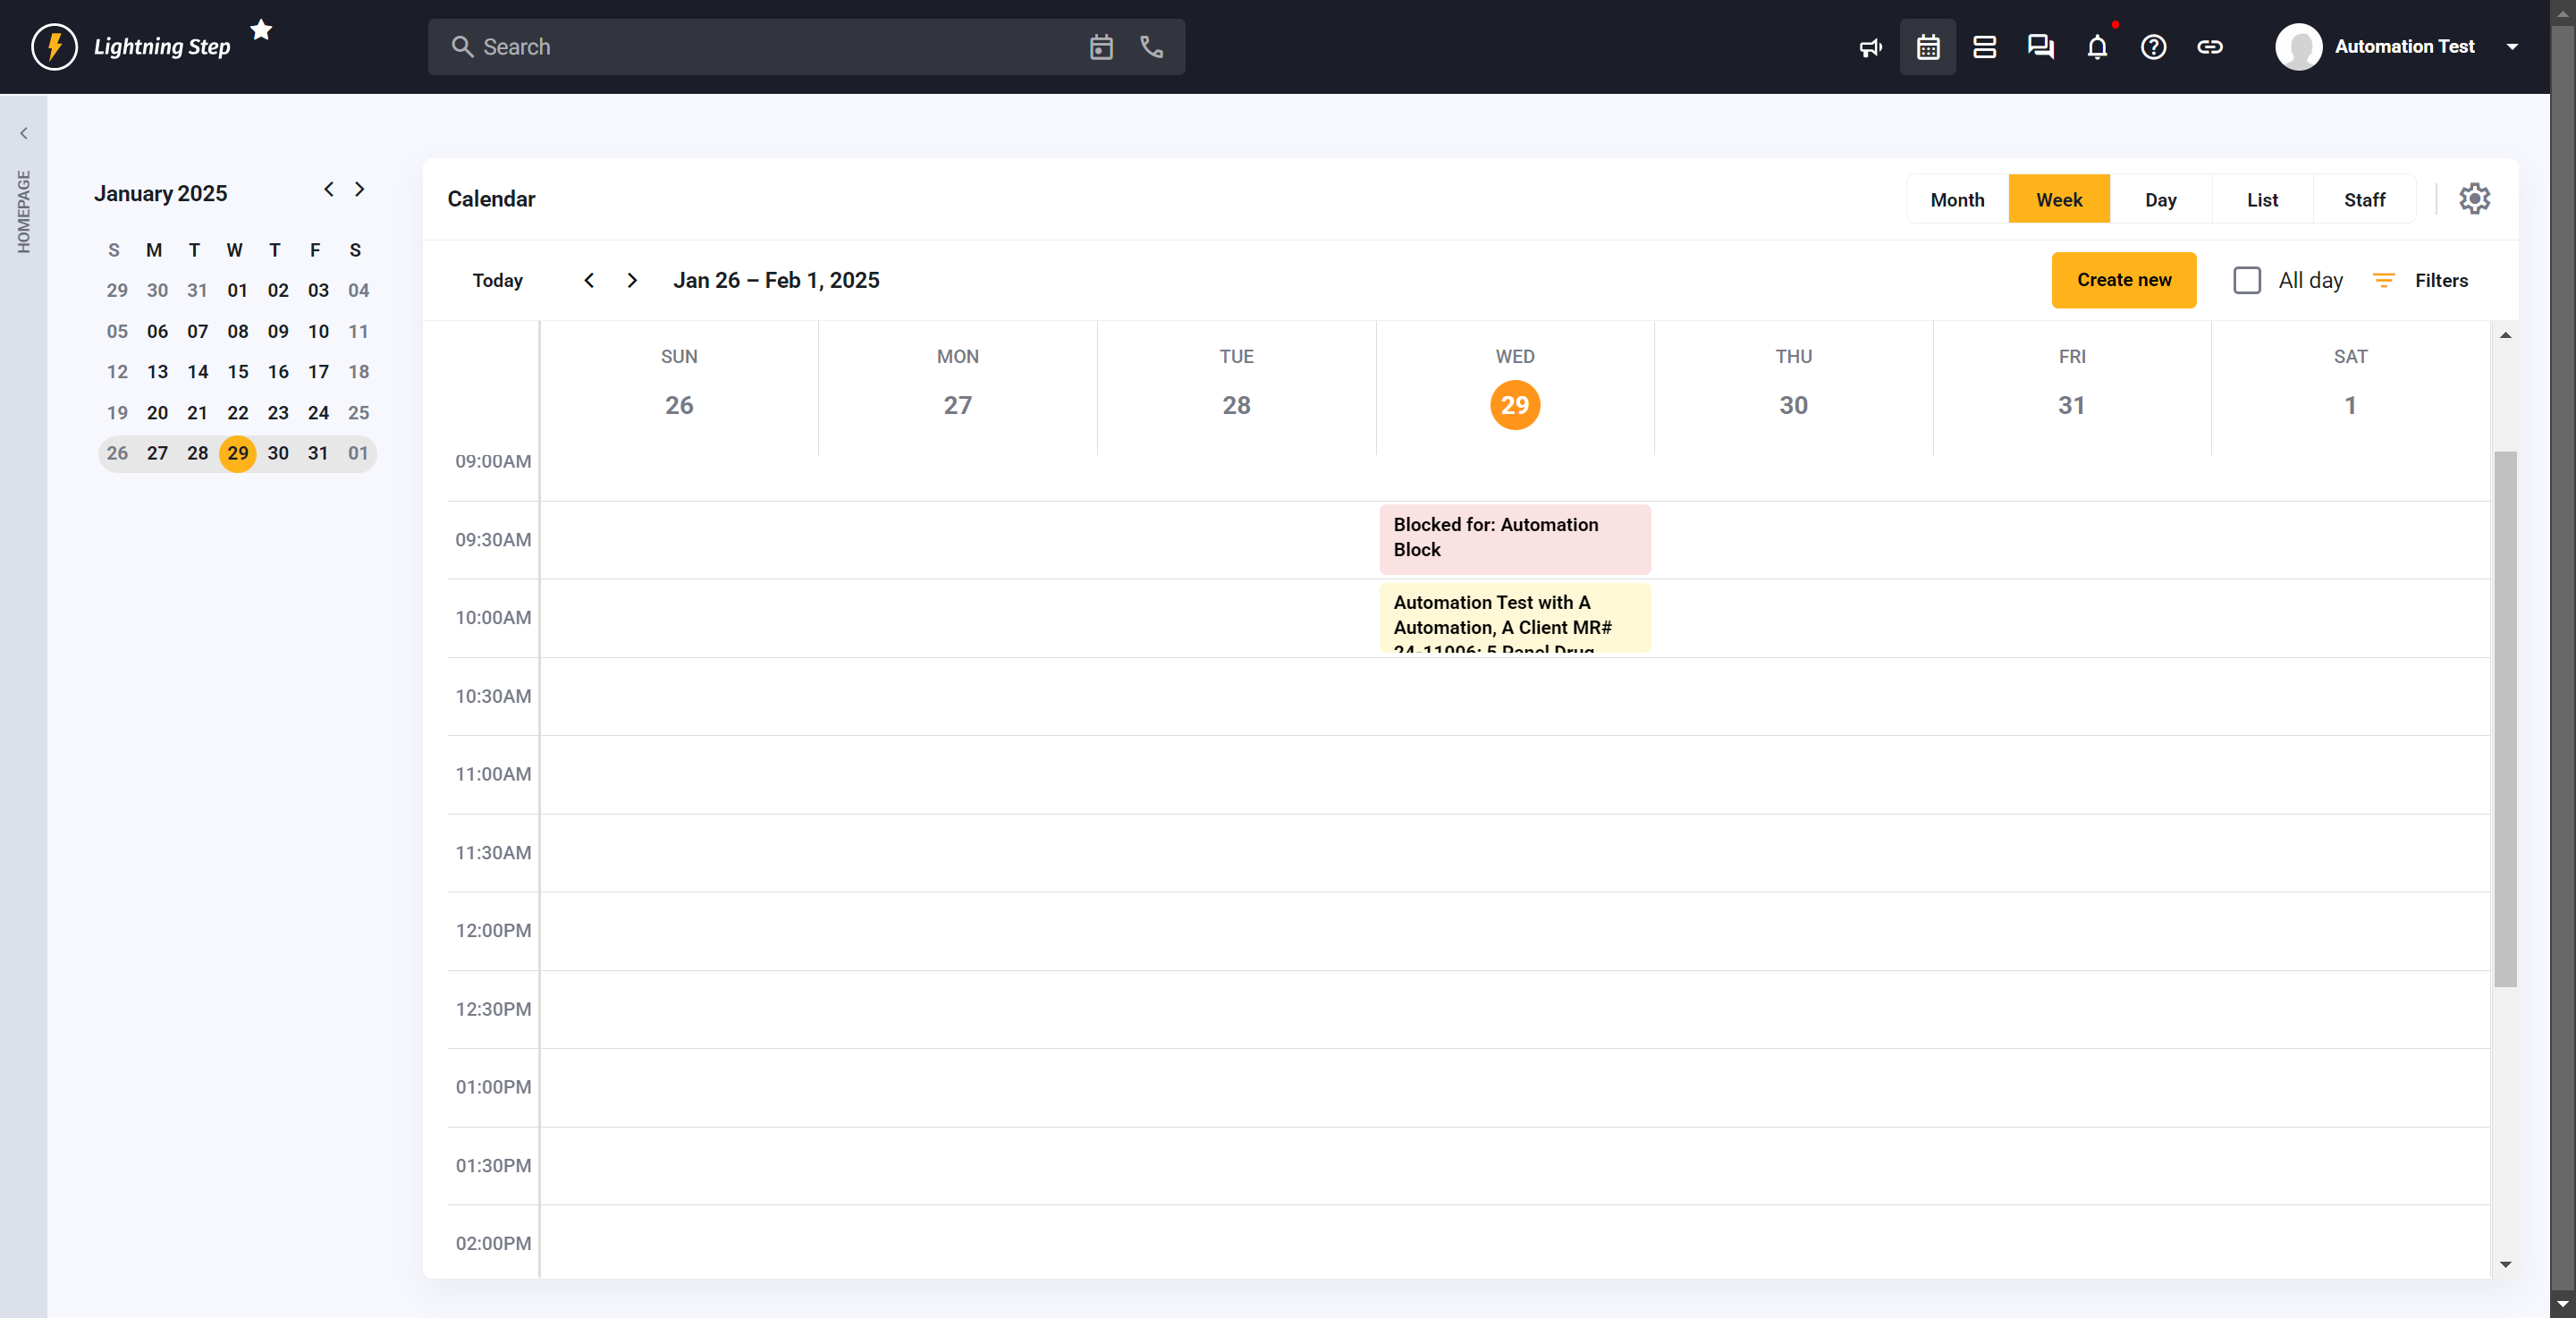 Lightning Step
Search
Automation Test
HOMEPAGE
January 2025
S M T W T F S
29 30 31 01 02 03 04
05 06 07 08 09 10 11
12 13 14 15 16 17 18
19 20 21 22 23 24 25
26 27 28 29 30 31 01
Calendar
Month Week Day List Staff
Today
Jan 26 – Feb 1, 2025
Create new
All day
Filters
SUN MON TUE WED THU FRI SAT
26 27 28 29 30 31 1
09:00AM
09:30AM
Blocked for: Automation
Block
10:00AM
Automation Test with A
Automation, A Client MR#
24-11006: 5 Panel Drug
10:30AM
11:00AM
11:30AM
12:00PM
12:30PM
01:00PM
01:30PM
02:00PM